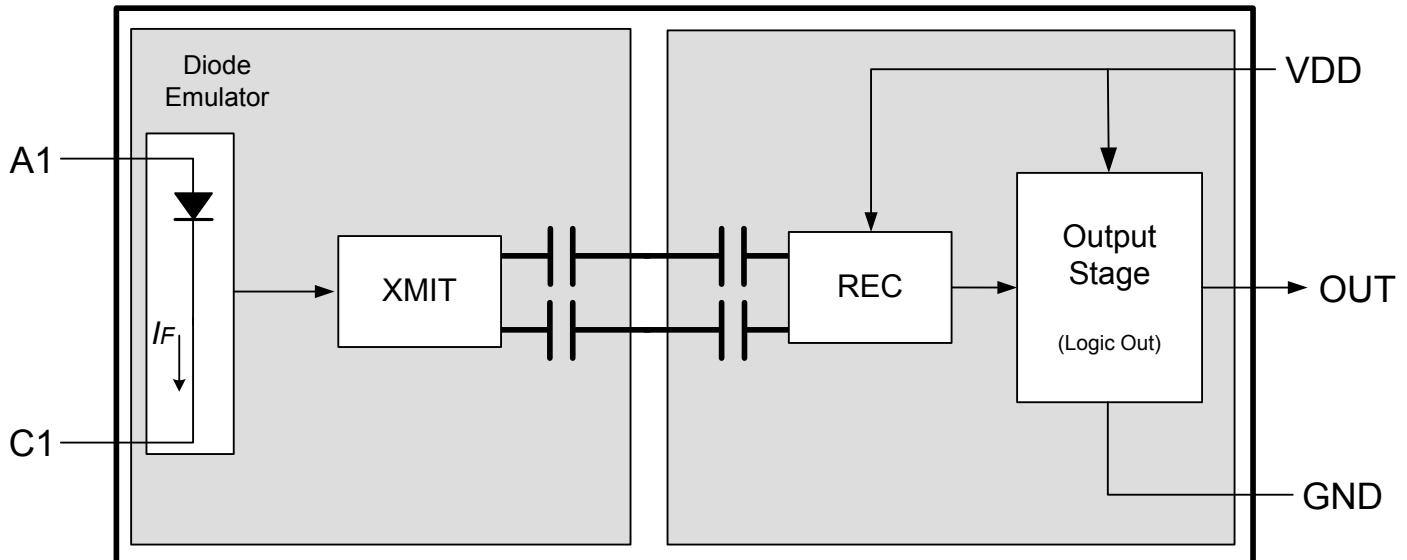 Diode
Emulator
VDD
A1
Output
Stage
XMIT
REC
OUT
(Logic Out)
IF
C1
GND